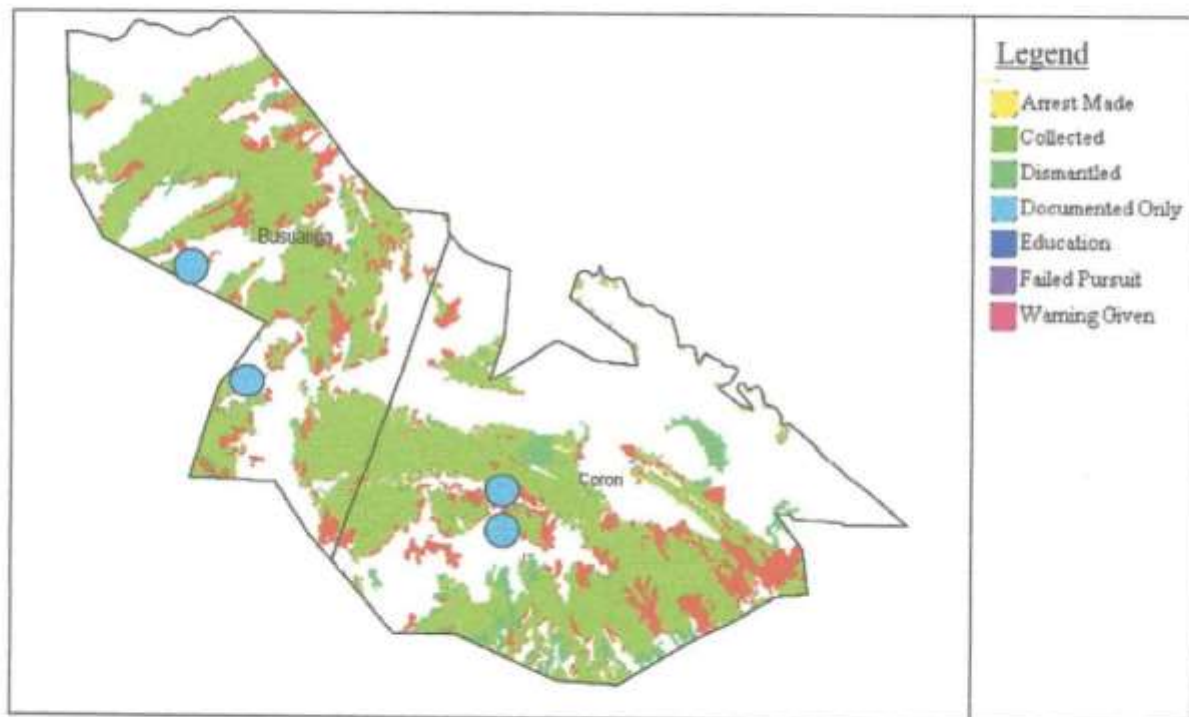 Legend
Arrest Made
Collected
Dismantled
Documented Only
Education
Failed Pursuit
Warning Given
Busuanga
Coron